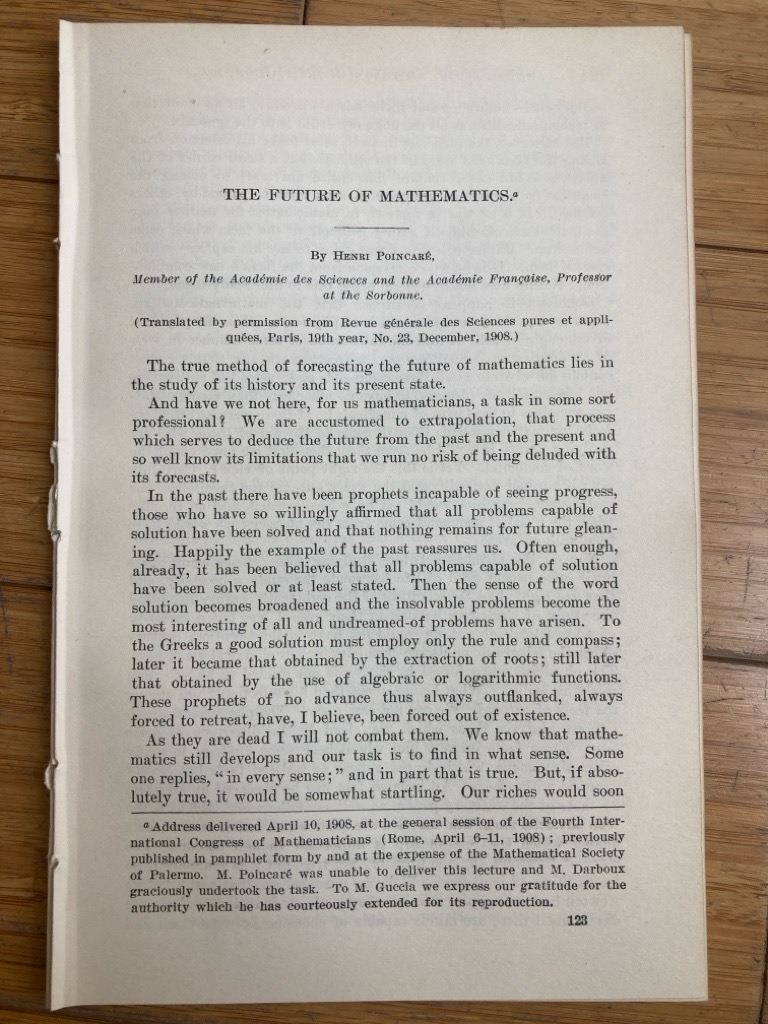 THE FUTURE OF MATHEMATICS.ᵃ
By Henri Poincaré,
Member of the Académie des Sciences and the Académie Française, Professor
at the Sorbonne.
(Translated by permission from Revue générale des Sciences pures et appli-
quées, Paris, 19th year, No. 23, December, 1908.)
The true method of forecasting the future of mathematics lies in
the study of its history and its present state.
And have we not here, for us mathematicians, a task in some sort
professional? We are accustomed to extrapolation, that process
which serves to deduce the future from the past and the present and
so well know its limitations that we run no risk of being deluded with
its forecasts.
In the past there have been prophets incapable of seeing progress,
those who have so willingly affirmed that all problems capable of
solution have been solved and that nothing remains for future glean-
ing. Happily the example of the past reassures us. Often enough,
already, it has been believed that all problems capable of solution
have been solved or at least stated. Then the sense of the word
solution becomes broadened and the insolvable problems become the
most interesting of all and undreamed-of problems have arisen. To
the Greeks a good solution must employ only the rule and compass;
later it became that obtained by the extraction of roots; still later
that obtained by the use of algebraic or logarithmic functions.
These prophets of no advance thus always outflanked, always
forced to retreat, have, I believe, been forced out of existence.
As they are dead I will not combat them. We know that mathe-
matics still develops and our task is to find in what sense. Some
one replies, "in every sense;" and in part that is true. But, if abso-
lutely true, it would be somewhat startling. Our riches would soon
ᵃ Address delivered April 10, 1908, at the general session of the Fourth Inter-
national Congress of Mathematicians (Rome, April 6–11, 1908); previously
published in pamphlet form by and at the expense of the Mathematical Society
of Palermo. M. Poincaré was unable to deliver this lecture and M. Darboux
graciously undertook the task. To M. Guccia we express our gratitude for the
authority which he has courteously extended for its reproduction.
123